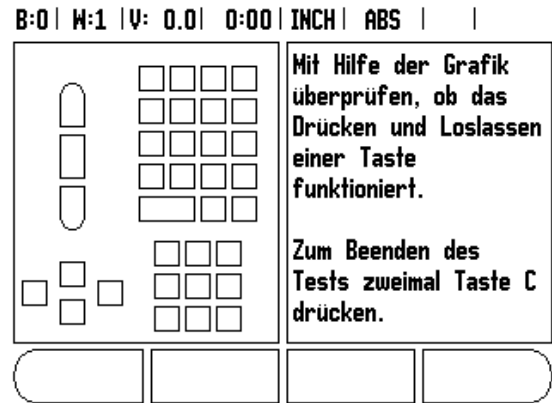 B:0| W:1 |V: 0.0| 0:00|INCH| ABS | |
Mit Hilfe der Grafik
überprüfen, ob das
Drücken und Loslassen
einer Taste
funktioniert.
Zum Beenden des
Tests zweimal Taste C
drücken.